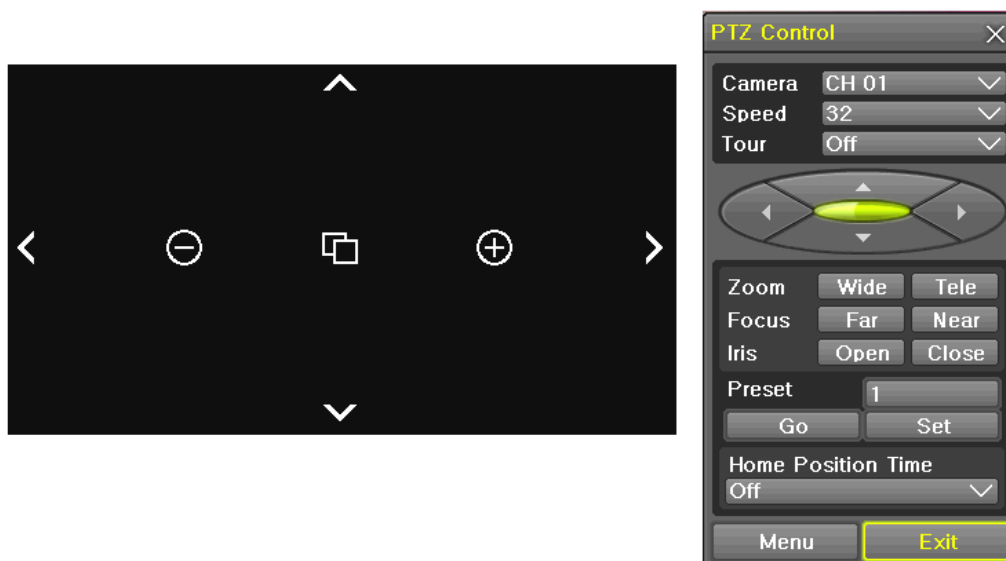 PTZ Control
Camera CH 01
Speed 32
Tour Off
Zoom Wide Tele
Focus Far Near
Iris Open Close
Preset 1
Go Set
Home Position Time
Off
Menu Exit